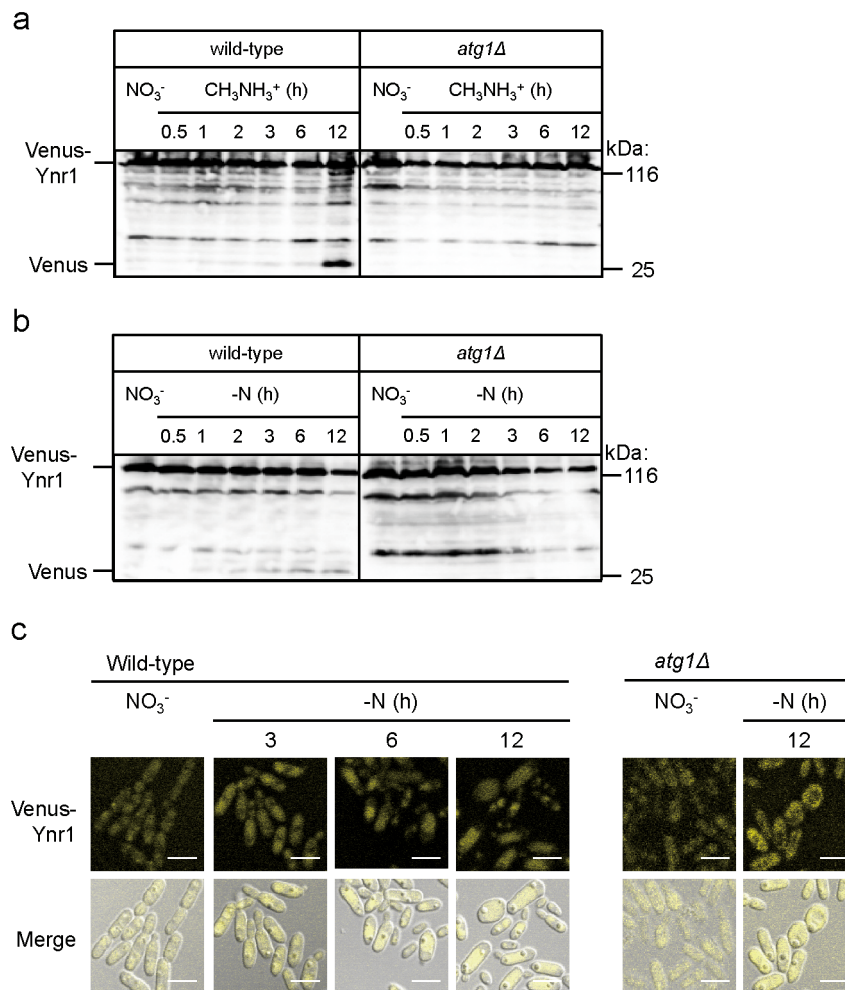 a
wild-type atg1Δ
NO₃⁻ CH₃NH₃⁺ (h) NO₃⁻ CH₃NH₃⁺ (h)
0.5 1 2 3 6 12 0.5 1 2 3 6 12
kDa:
Venus-
Ynr1
116
Venus
25
b
wild-type atg1Δ
NO₃⁻ -N (h) NO₃⁻ -N (h)
0.5 1 2 3 6 12 0.5 1 2 3 6 12
kDa:
Venus-
Ynr1
116
Venus
25
c
Wild-type atg1Δ
NO₃⁻ -N (h) NO₃⁻ -N (h)
3 6 12 12
Venus-
Ynr1
Merge